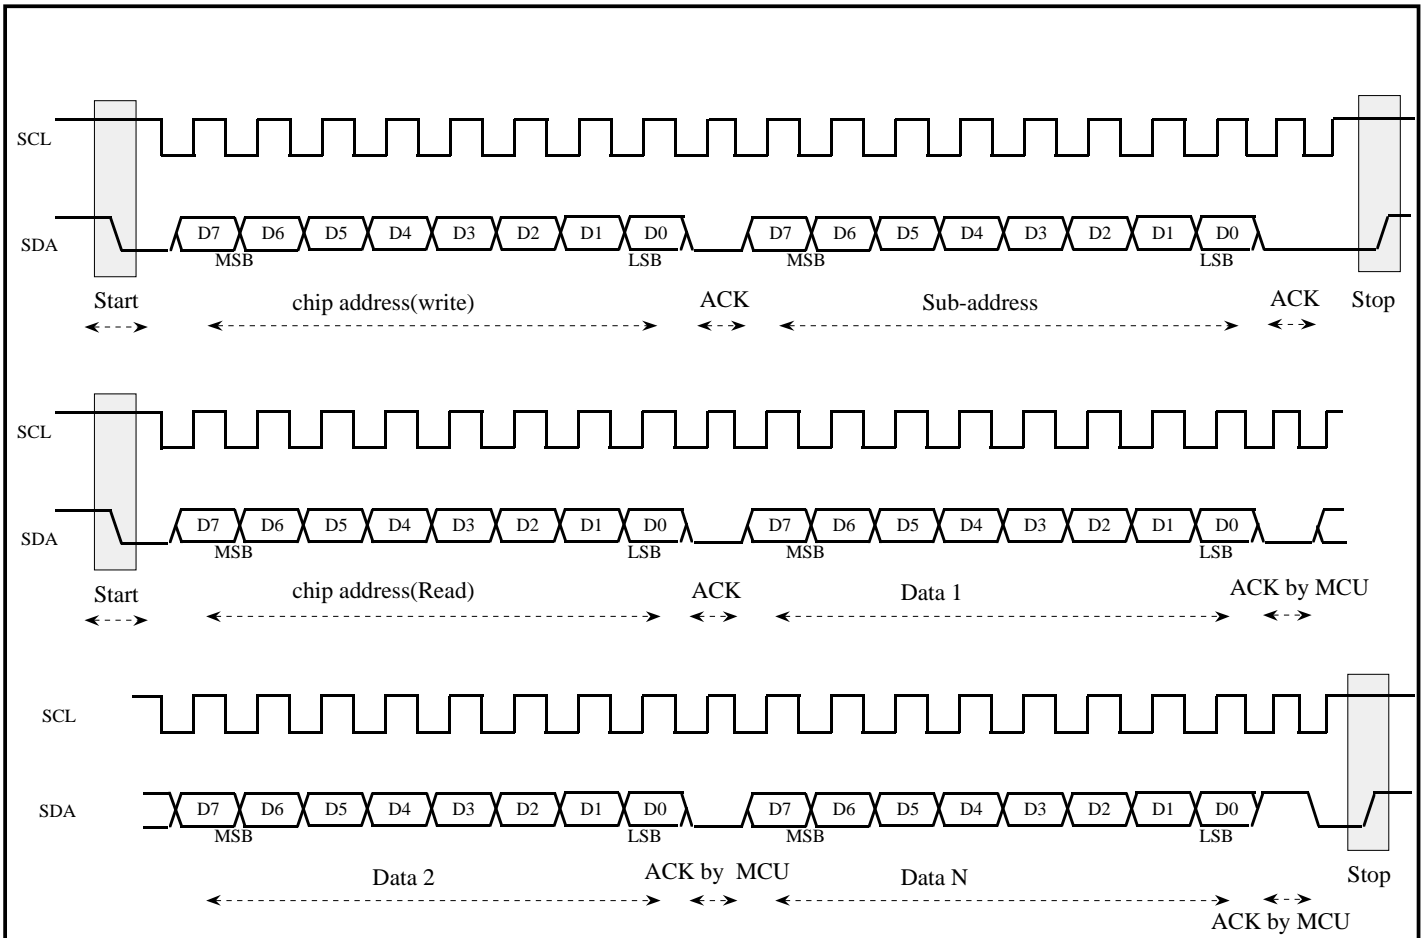 SCL
SDA
D7 D6 D5 D4 D3 D2 D1 D0 D7 D6 D5 D4 D3 D2 D1 D0
MSB LSB MSB LSB
Start chip address(write) ACK Sub-address ACK Stop
SCL
SDA
D7 D6 D5 D4 D3 D2 D1 D0 D7 D6 D5 D4 D3 D2 D1 D0
MSB LSB MSB LSB
Start chip address(Read) ACK Data 1 ACK by MCU
SCL
SDA
D7 D6 D5 D4 D3 D2 D1 D0 D7 D6 D5 D4 D3 D2 D1 D0
MSB LSB MSB LSB
Data 2 ACK by MCU Data N Stop
ACK by MCU